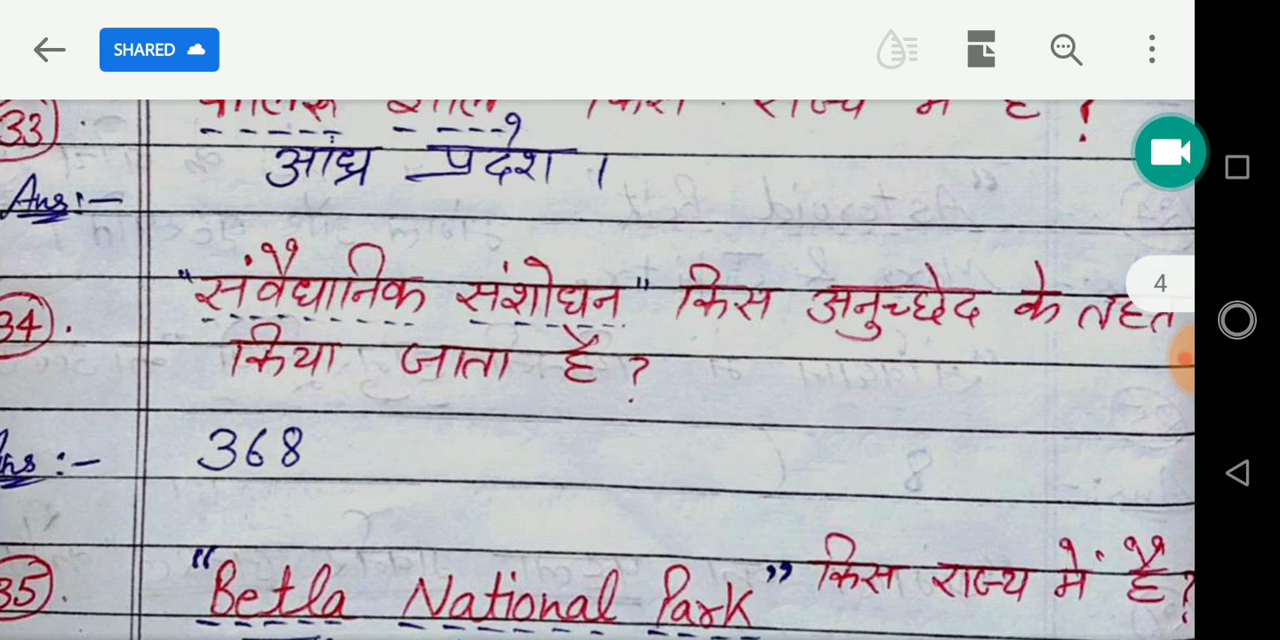 SHARED
33). किस राज्य में है?
आंध्र प्रदेश।
Ans:-
34). "संवैधानिक संशोधन" किस अनुच्छेद के तहत
किया जाता है?
Ans:- 368
35). "Betla National Park" किस राज्य में है?
4